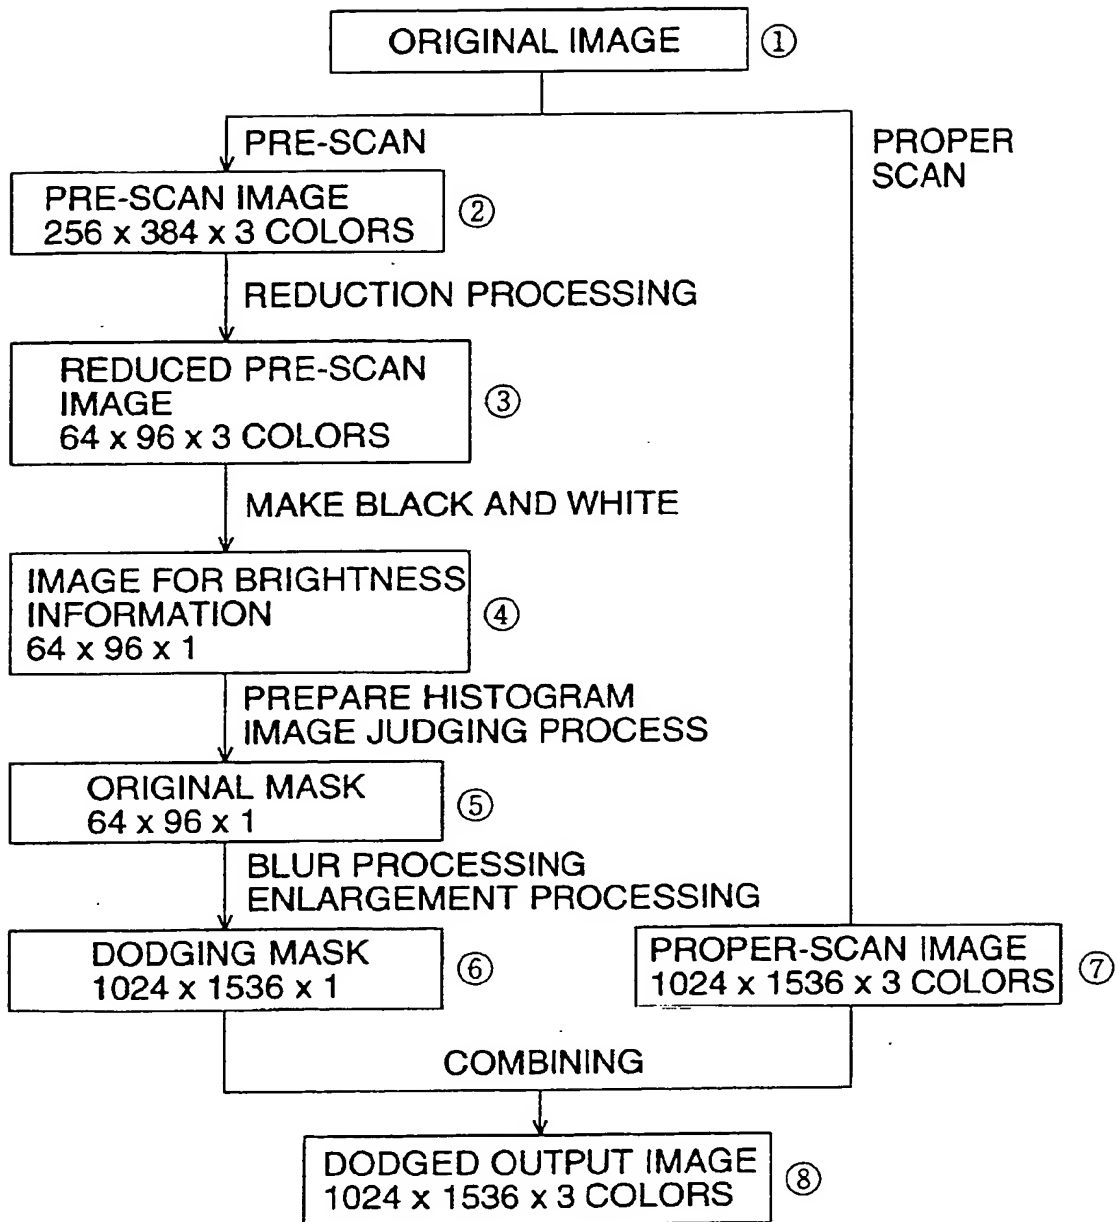 ORIGINAL IMAGE ①
PRE-SCAN
PROPER
SCAN
PRE-SCAN IMAGE
256 x 384 x 3 COLORS
②
REDUCTION PROCESSING
REDUCED PRE-SCAN
IMAGE
64 x 96 x 3 COLORS
③
MAKE BLACK AND WHITE
IMAGE FOR BRIGHTNESS
INFORMATION
64 x 96 x 1
④
PREPARE HISTOGRAM
IMAGE JUDGING PROCESS
ORIGINAL MASK
64 x 96 x 1
⑤
BLUR PROCESSING
ENLARGEMENT PROCESSING
DODGING MASK
1024 x 1536 x 1
⑥
PROPER-SCAN IMAGE
1024 x 1536 x 3 COLORS
⑦
COMBINING
DODGED OUTPUT IMAGE
1024 x 1536 x 3 COLORS
⑧